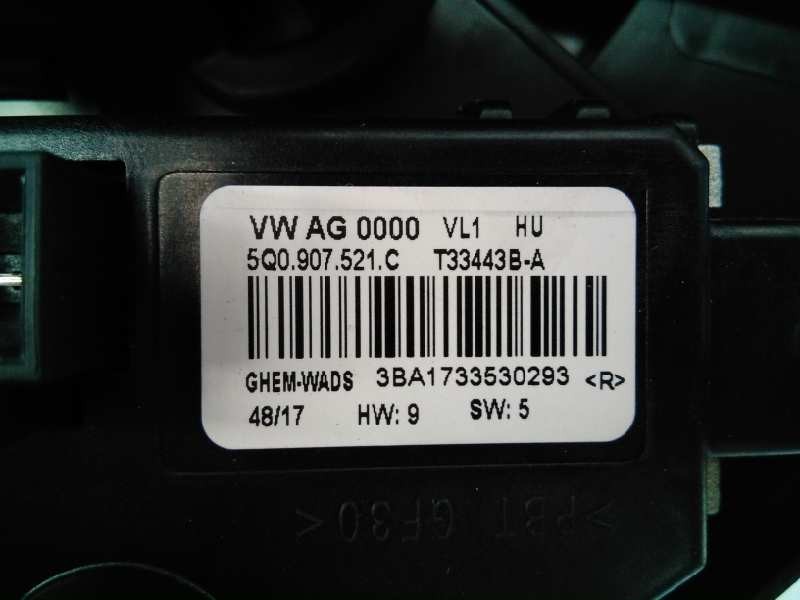 VW AG 0000 VL1 HU
5Q0.907.521.C T33443B-A
GHEM-WADS 3BA1733530293 <R>
48/17 HW: 9 SW: 5
>PBT GF30<